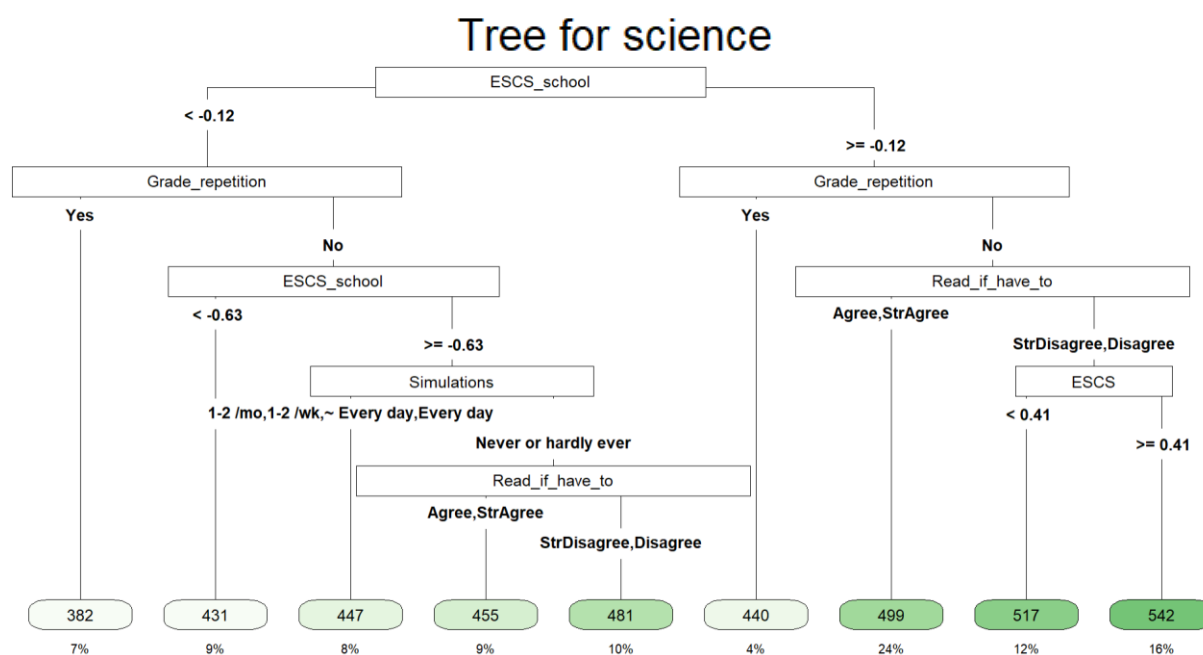 Tree for science
ESCS_school
< -0.12
>= -0.12
Grade_repetition
Grade_repetition
Yes
Yes
No
No
ESCS_school
Read_if_have_to
< -0.63
Agree,StrAgree
>= -0.63
StrDisagree,Disagree
Simulations
ESCS
1-2 /mo,1-2 /wk,~ Every day,Every day
< 0.41
Never or hardly ever
>= 0.41
Read_if_have_to
Agree,StrAgree
StrDisagree,Disagree
382 431 447 455 481 440 499 517 542
7% 9% 8% 9% 10% 4% 24% 12% 16%